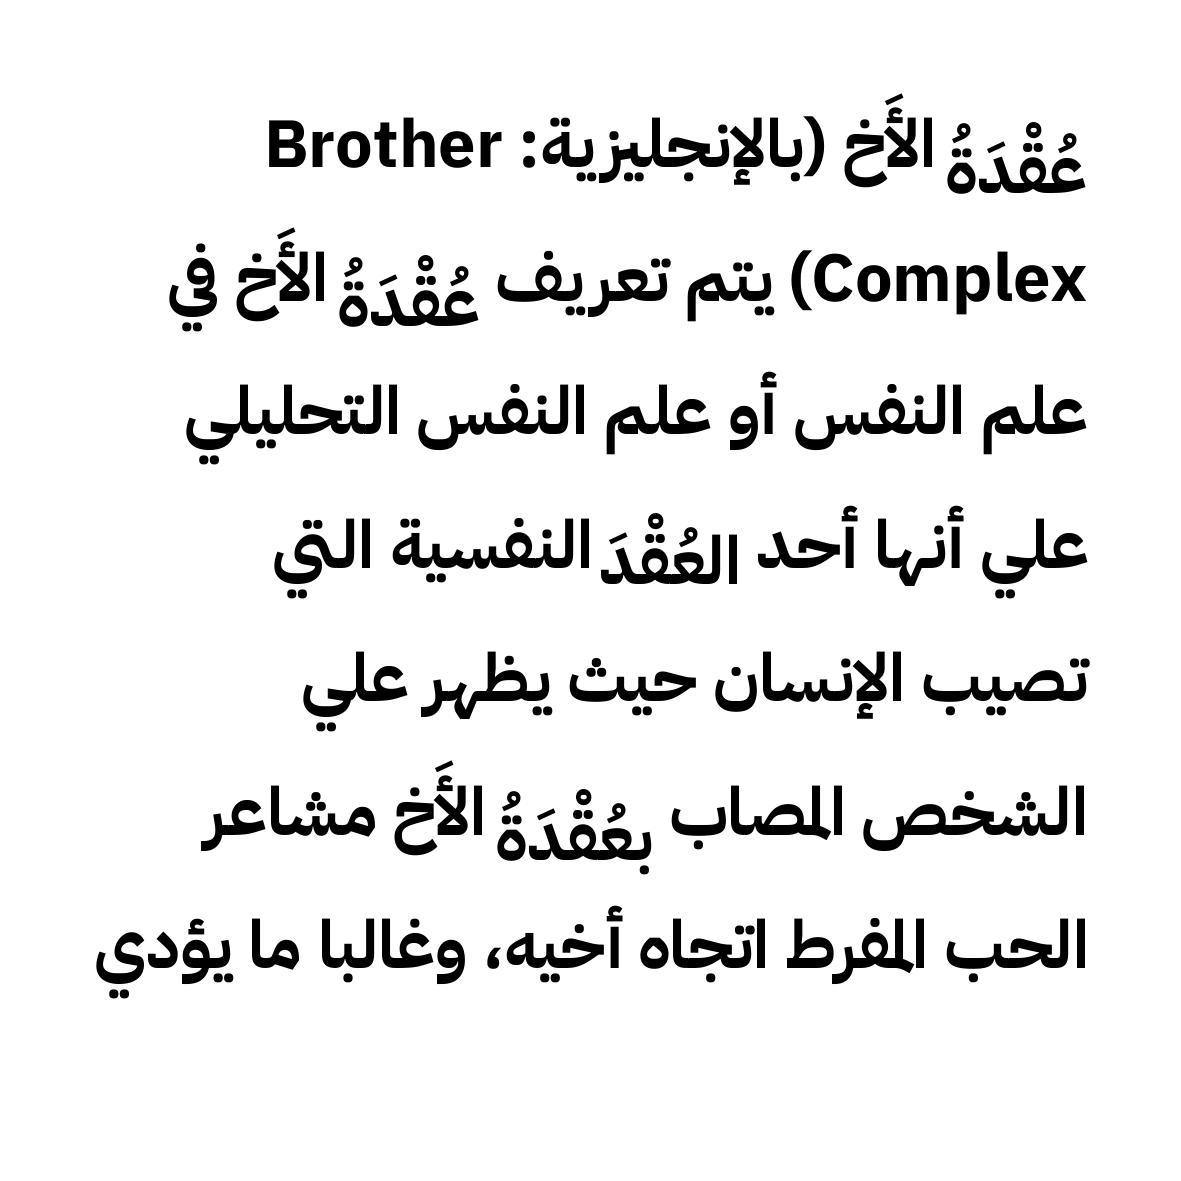 عُقْدَةُ الأَخ (بالإنجليزية: Brother
Complex) يتم تعريف عُقْدَةُ الأَخ في
علم النفس أو علم النفس التحليلي
علي أنها أحد العُقْدَ النفسية التي
تصيب الإنسان حيث يظهر علي
الشخص المصاب بعُقْدَةُ الأَخ مشاعر
الحب المفرط اتجاه أخيه، وغالبا ما يؤدي